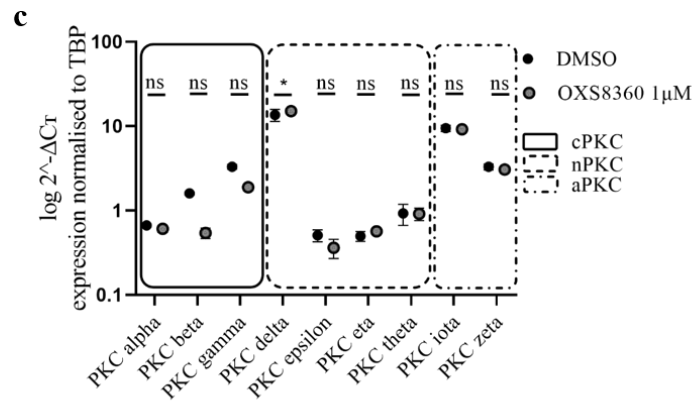 c
log 2^-ΔCT
expression normalised to TBP
100
10
1
0.1
ns ns ns * ns ns ns ns ns
DMSO
OXS8360 1μM
cPKC
nPKC
aPKC
PKC alpha
PKC beta
PKC gamma
PKC delta
PKC epsilon
PKC eta
PKC theta
PKC iota
PKC zeta